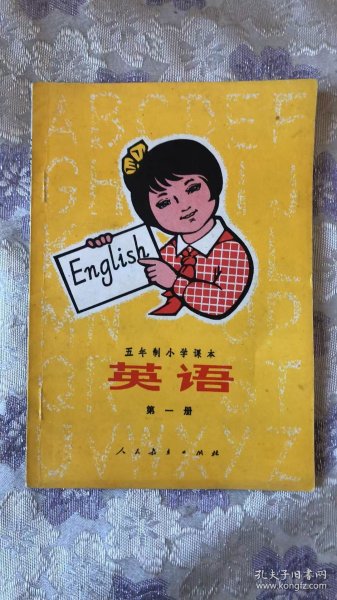 English
五年制小学课本
英语
第一册
人民教育出版社
孔夫子旧书网
kongfz.com